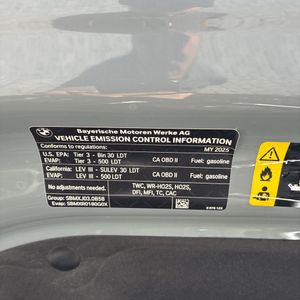 BMW
Bayerische Motoren Werke AG
VEHICLE EMISSION CONTROL INFORMATION
Conforms to regulations: MY 2025
U.S. EPA: Tier 3 - Bin 30 LDT
EVAP: Tier 3 - 500 LDT CA OBD II Fuel: gasoline
California: LEV III - SULEV 30 LDT
Evap: LEV III - 500 LDT CA OBD II Fuel: gasoline
No adjustments needed. TWC, WR-HO2S, HO2S,
DFI, MFI, TC, CAC
Group: SBMXJ03.0B58
Evap: SBMXR0180G0X